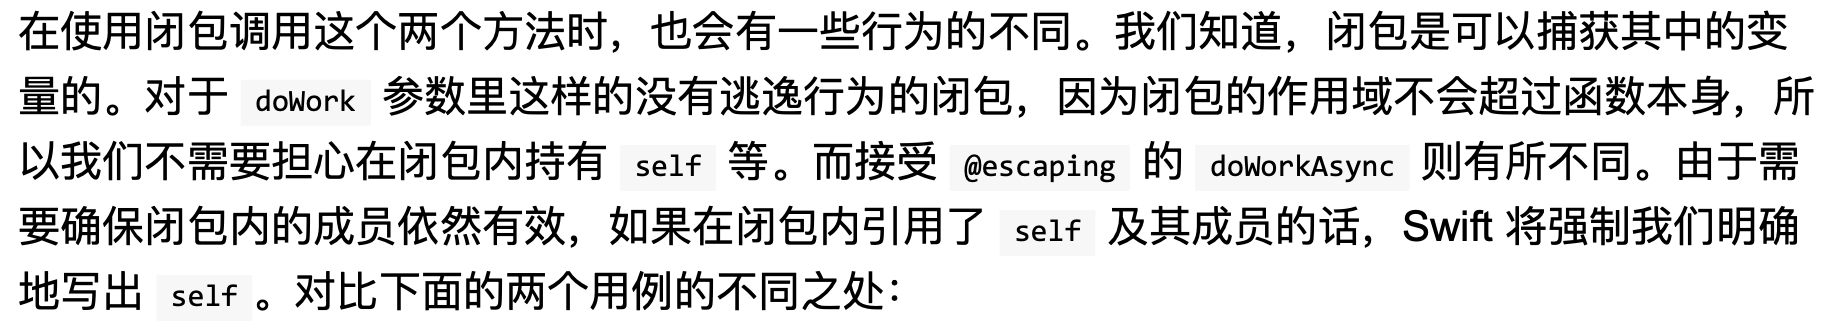 在使用闭包调用这个两个方法时，也会有一些行为的不同。我们知道，闭包是可以捕获其中的变
量的。对于 doWork 参数里这样的没有逃逸行为的闭包，因为闭包的作用域不会超过函数本身，所
以我们不需要担心在闭包内持有 self 等。而接受 @escaping 的 doWorkAsync 则有所不同。由于需
要确保闭包内的成员依然有效，如果在闭包内引用了 self 及其成员的话，Swift 将强制我们明确
地写出 self 。对比下面的两个用例的不同之处：